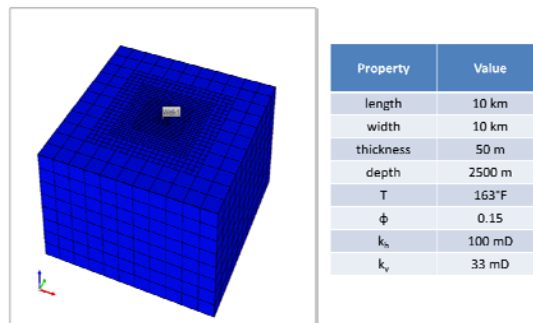 Property Value
length 10 km
width 10 km
thickness 50 m
depth 2500 m
T 163°F
ϕ 0.15
kₕ 100 mD
kᵥ 33 mD